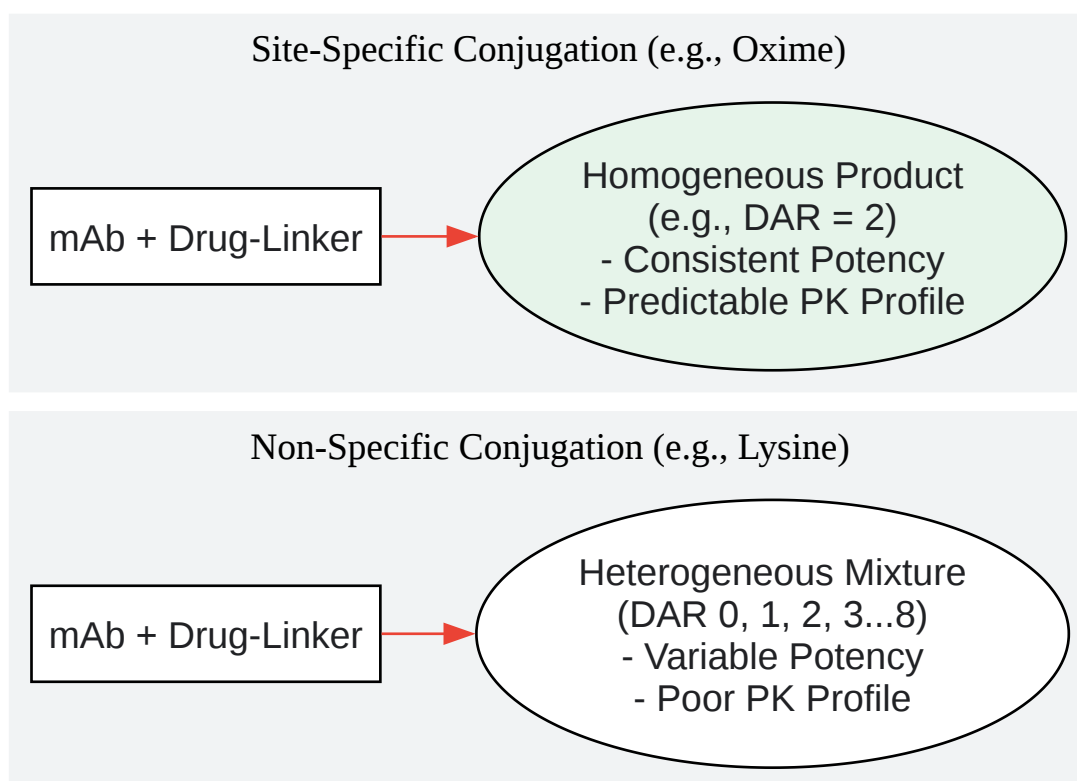 Site-Specific Conjugation (e.g., Oxime)
mAb + Drug-Linker
Homogeneous Product
(e.g., DAR = 2)
- Consistent Potency
- Predictable PK Profile
Non-Specific Conjugation (e.g., Lysine)
mAb + Drug-Linker
Heterogeneous Mixture
(DAR 0, 1, 2, 3...8)
- Variable Potency
- Poor PK Profile